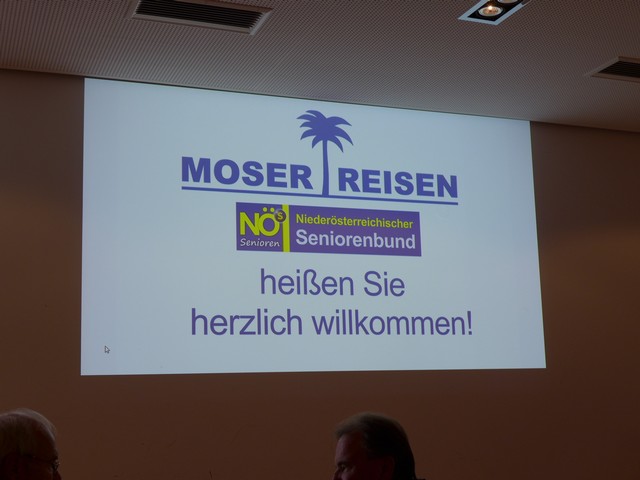 MOSER REISEN
NÖ's Niederösterreichischer
Senioren Seniorenbund
heißen Sie
herzlich willkommen!